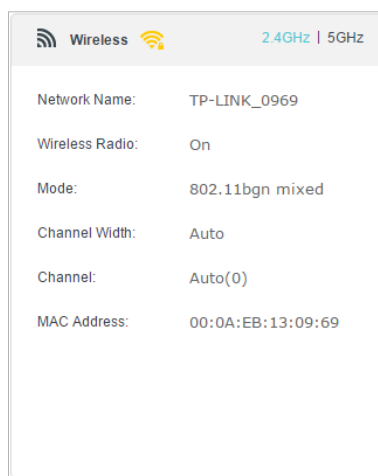 Wireless 2.4GHz | 5GHz
Network Name: TP-LINK_0969
Wireless Radio: On
Mode: 802.11bgn mixed
Channel Width: Auto
Channel: Auto(0)
MAC Address: 00:0A:EB:13:09:69